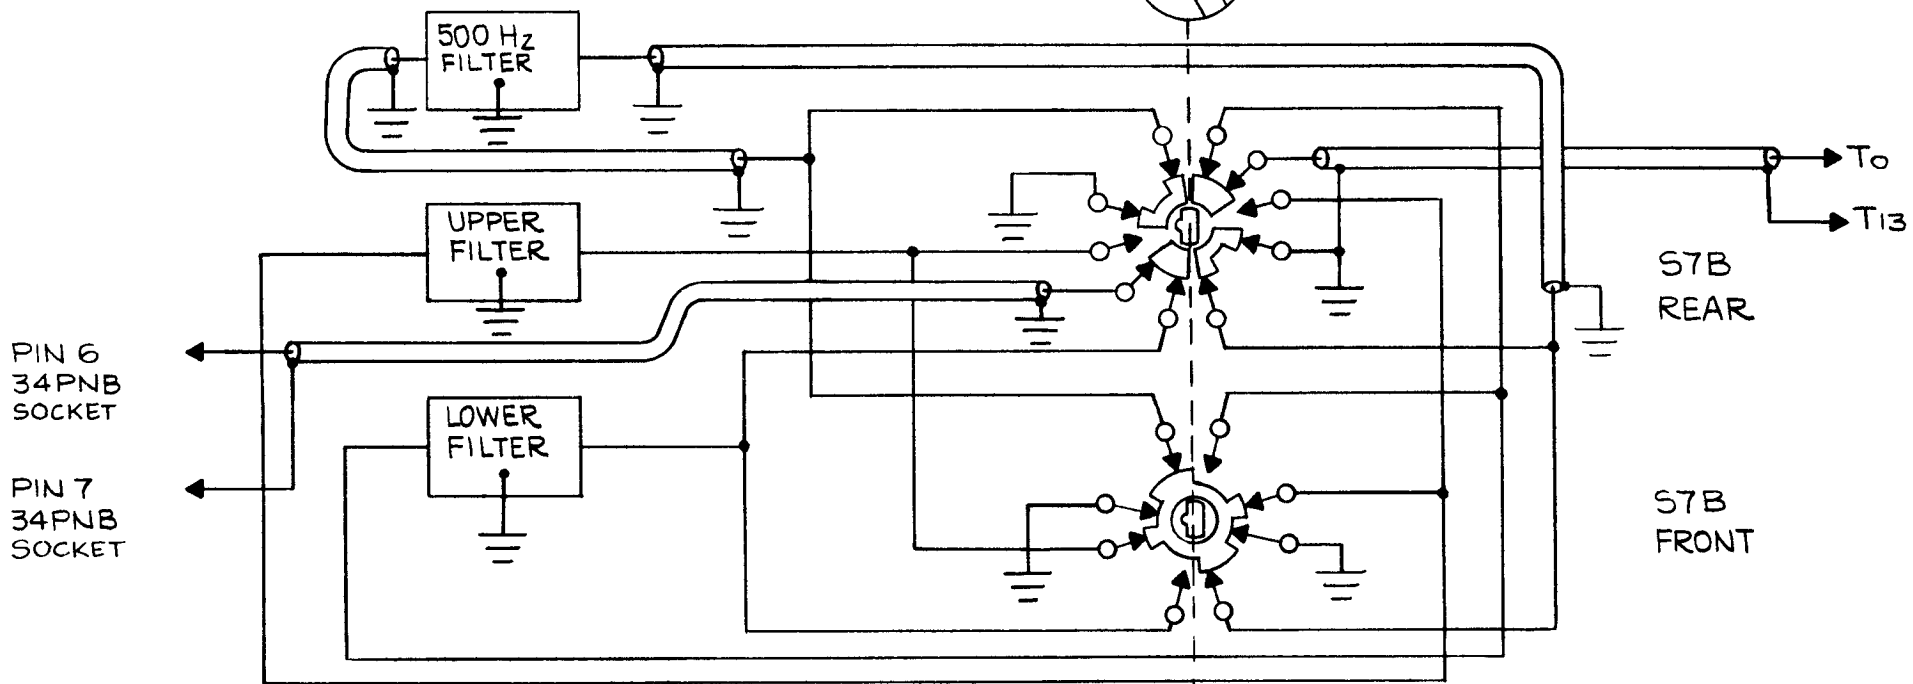 500 Hz
FILTER
To
T13
UPPER
FILTER
S7B
REAR
PIN 6
34PNB
SOCKET
LOWER
FILTER
PIN 7
34PNB
SOCKET
S7B
FRONT